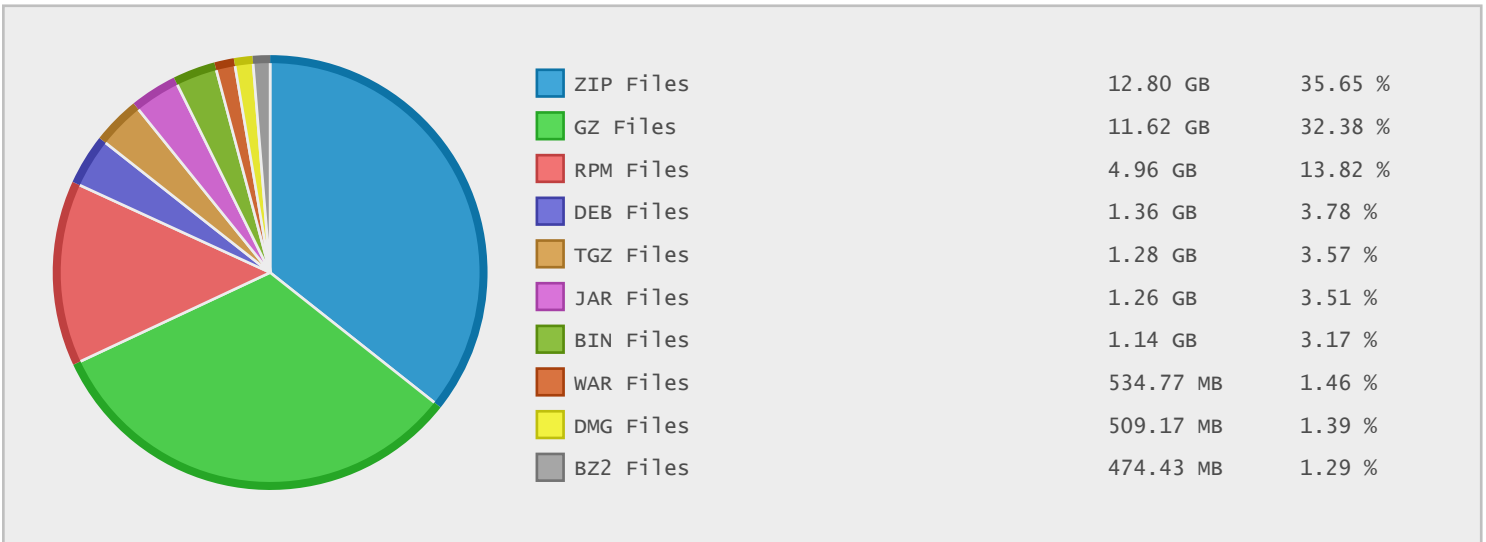 ZIP Files 12.80 GB 35.65 %
GZ Files 11.62 GB 32.38 %
RPM Files 4.96 GB 13.82 %
DEB Files 1.36 GB 3.78 %
TGZ Files 1.28 GB 3.57 %
JAR Files 1.26 GB 3.51 %
BIN Files 1.14 GB 3.17 %
WAR Files 534.77 MB 1.46 %
DMG Files 509.17 MB 1.39 %
BZ2 Files 474.43 MB 1.29 %